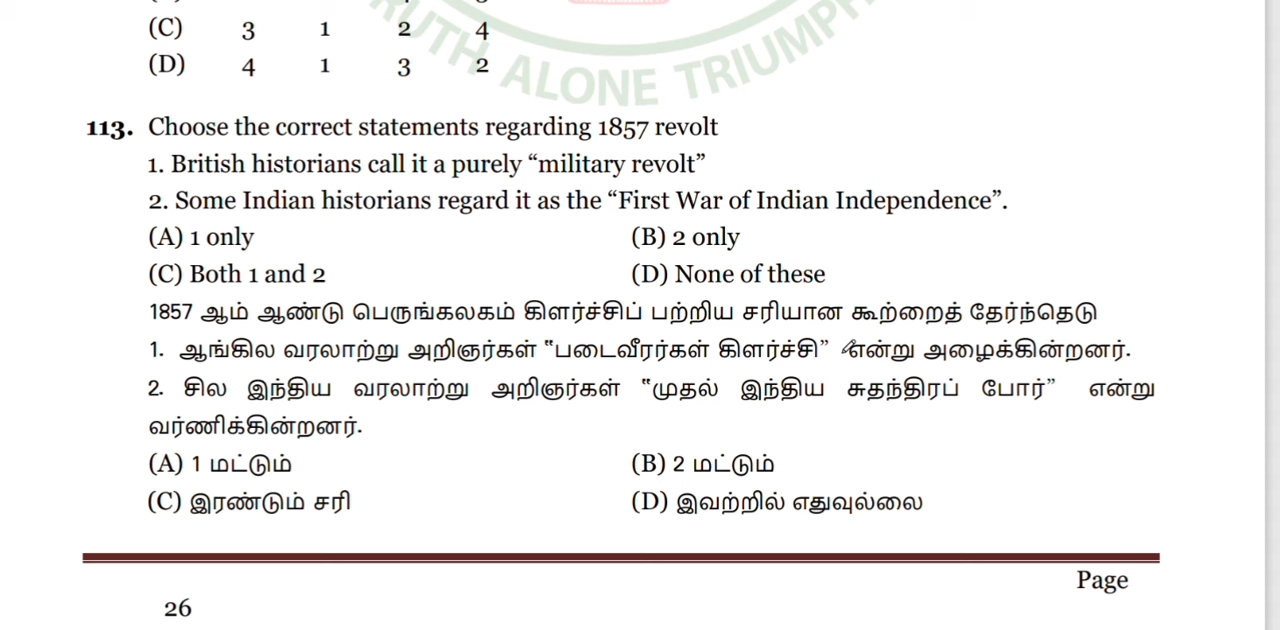 (C) 3 1 2 4
(D) 4 1 3 2
RUTH ALONE TRIUMPH
113. Choose the correct statements regarding 1857 revolt
1. British historians call it a purely “military revolt”
2. Some Indian historians regard it as the “First War of Indian Independence”.
(A) 1 only (B) 2 only
(C) Both 1 and 2 (D) None of these
1857 ஆம் ஆண்டு பெருங்கலகம் கிளர்ச்சிப் பற்றிய சரியான கூற்றைத் தேர்ந்தெடு
1. ஆங்கில வரலாற்று அறிஞர்கள் “படைவீரர்கள் கிளர்ச்சி” என்று அழைக்கின்றனர்.
2. சில இந்திய வரலாற்று அறிஞர்கள் “முதல் இந்திய சுதந்திரப் போர்” என்று
வர்ணிக்கின்றனர்.
(A) 1 மட்டும் (B) 2 மட்டும்
(C) இரண்டும் சரி (D) இவற்றில் எதுவுல்லை
Page
26